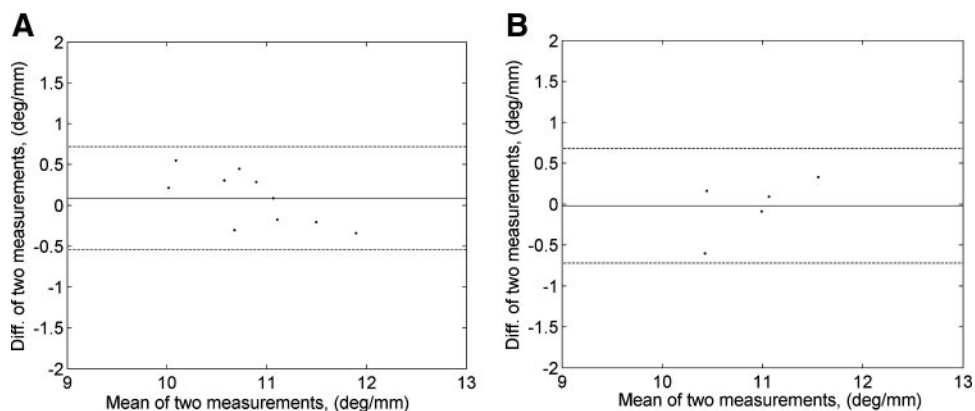 A
Diff. of two measurements, (deg/mm)
2
1.5
1
0.5
0
-0.5
-1
-1.5
-2
9 10 11 12 13
Mean of two measurements, (deg/mm)
B
Diff. of two measurements, (deg/mm)
2
1.5
1
0.5
0
-0.5
-1
-1.5
-2
9 10 11 12 13
Mean of two measurements, (deg/mm)